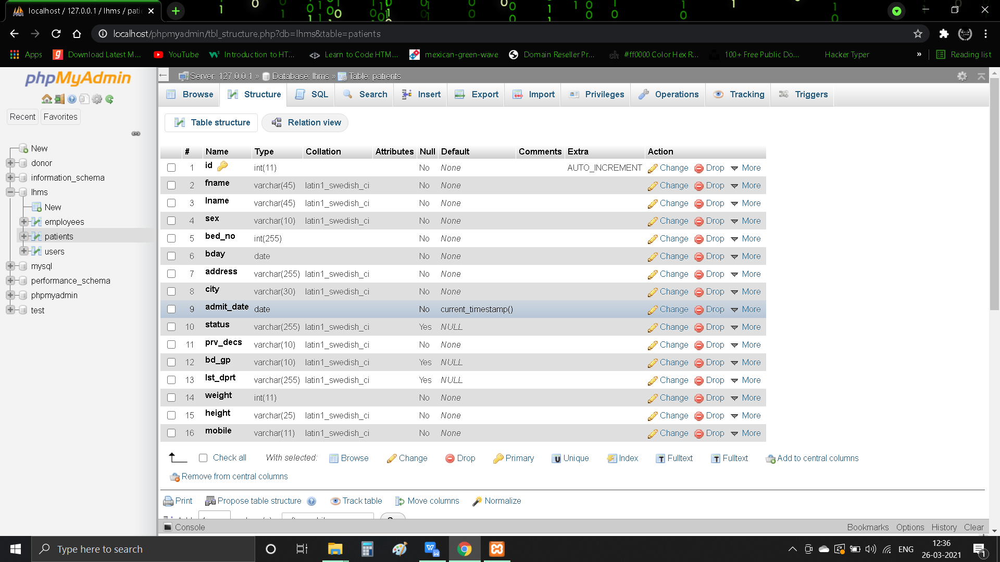 localhost / 127.0.0.1 / lhms / patie
localhost/phpmyadmin/tbl_structure.php?db=lhms&table=patients
Apps Download Latest M... YouTube Introduction to HT... Learn to Code HTM... mexican-green-wave Domain Reseller Pr... #ff0000 Color Hex R... 100+ Free Public Do... Hacker Typer » Reading list
phpMyAdmin
Recent Favorites
New
donor
information_schema
lhms
New
employees
patients
users
mysql
performance_schema
phpmyadmin
test
Server: 127.0.0.1 » Database: lhms » Table: patients
Browse Structure SQL Search Insert Export Import Privileges Operations Tracking Triggers
Table structure Relation view
# Name Type Collation Attributes Null Default Comments Extra Action
1 id int(11) No None AUTO_INCREMENT Change Drop More
2 fname varchar(45) latin1_swedish_ci No None Change Drop More
3 lname varchar(45) latin1_swedish_ci No None Change Drop More
4 sex varchar(10) latin1_swedish_ci No None Change Drop More
5 bed_no int(255) No None Change Drop More
6 bday date No None Change Drop More
7 address varchar(255) latin1_swedish_ci No None Change Drop More
8 city varchar(30) latin1_swedish_ci No None Change Drop More
9 admit_date date No current_timestamp() Change Drop More
10 status varchar(255) latin1_swedish_ci Yes NULL Change Drop More
11 prv_decs varchar(10) latin1_swedish_ci No None Change Drop More
12 bd_gp varchar(10) latin1_swedish_ci Yes NULL Change Drop More
13 lst_dprt varchar(255) latin1_swedish_ci Yes NULL Change Drop More
14 weight int(11) No None Change Drop More
15 height varchar(25) latin1_swedish_ci No None Change Drop More
16 mobile varchar(11) latin1_swedish_ci No None Change Drop More
Check all With selected: Browse Change Drop Primary Unique Index Fulltext Fulltext Add to central columns
Remove from central columns
Print Propose table structure Track table Move columns Normalize
Console Bookmarks Options History Clear
Type here to search
ENG
12:36
26-03-2021
1